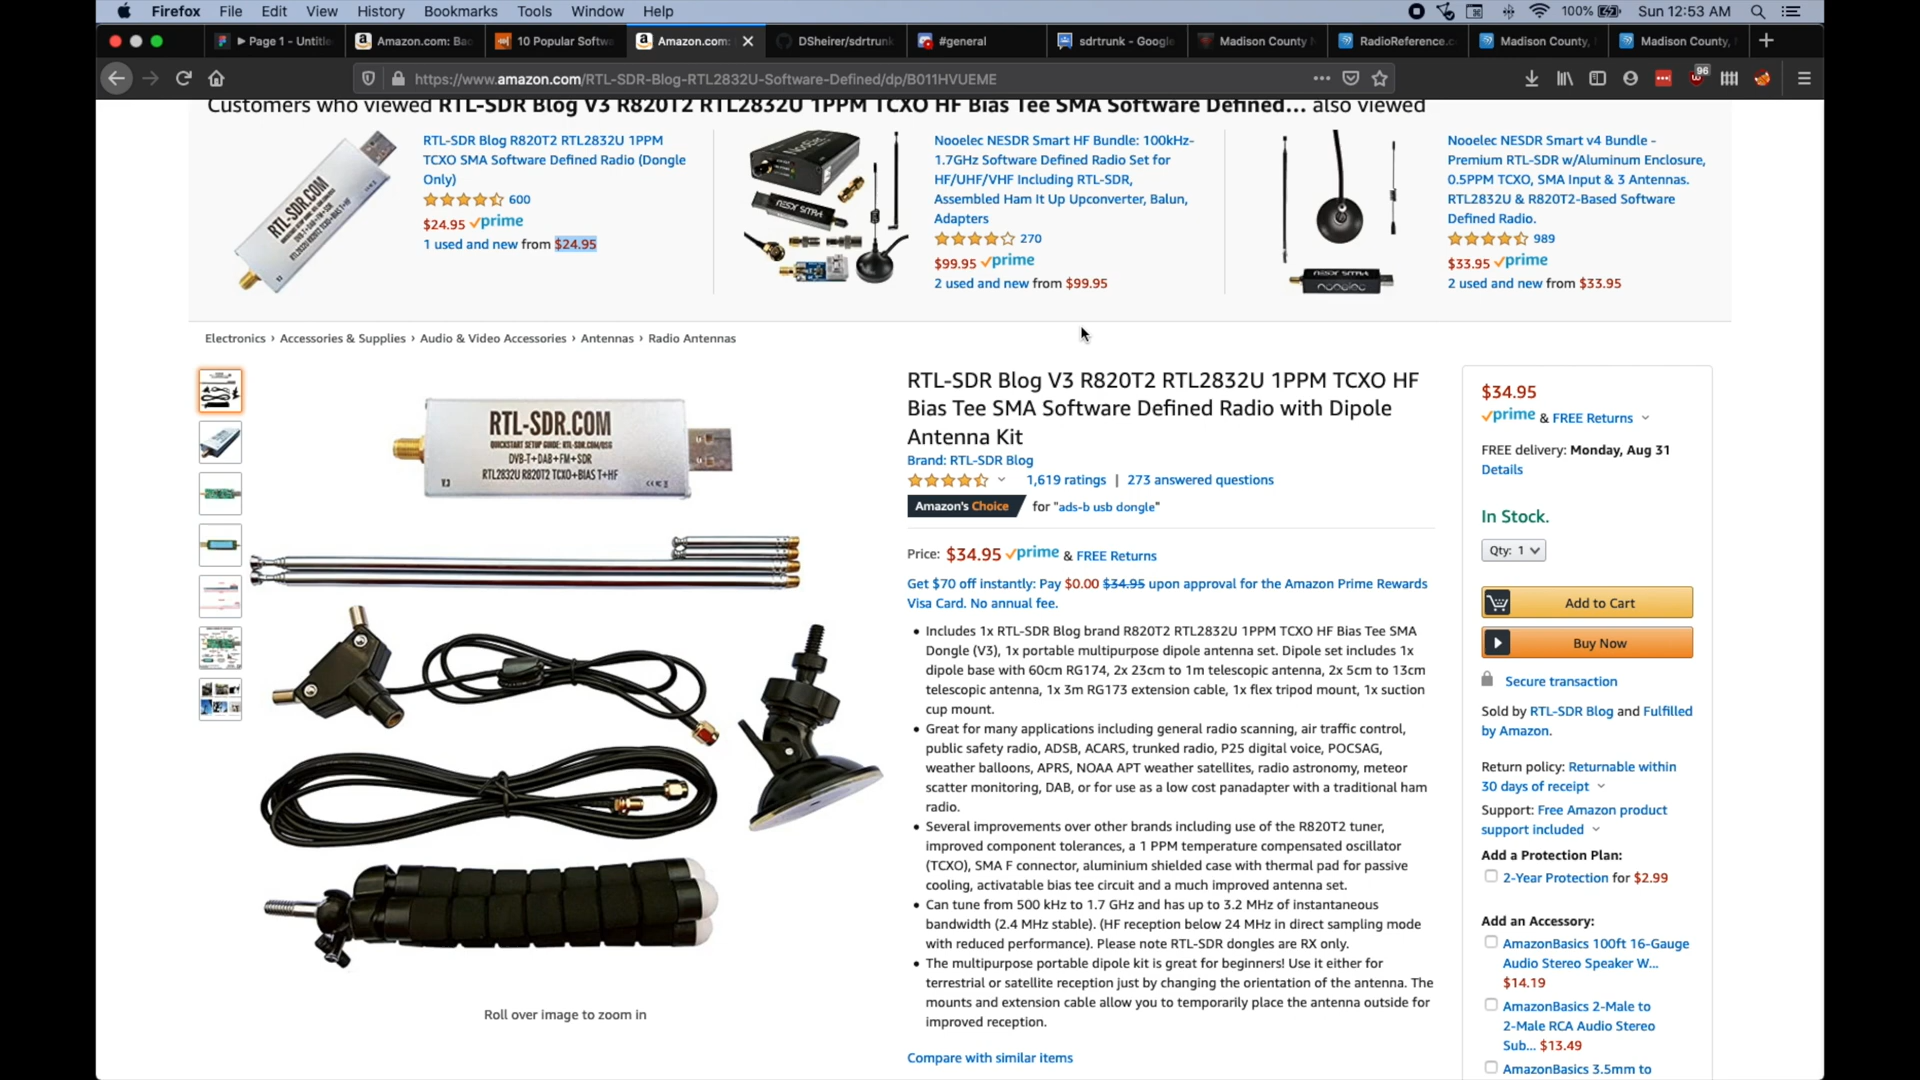 Firefox File Edit View History Bookmarks Tools Window Help
100% Sun 12:53 AM
Page 1 - Untitle
Amazon.com: Bac
10 Popular Softwa
Amazon.com:
DSheirer/sdrtrunk
#general
sdrtrunk - Google
Madison County
RadioReference.c
Madison County,
Madison County,
https://www.amazon.com/RTL-SDR-Blog-RTL2832U-Software-Defined/dp/B011HVUEME
96
Customers who viewed RTL-SDR Blog V3 R820T2 RTL2832U 1PPM TCXO HF Bias Tee SMA Software Defined... also viewed
RTL-SDR Blog R820T2 RTL2832U 1PPM
TCXO SMA Software Defined Radio (Dongle
Only)
600
$24.95 prime
1 used and new from $24.95
Nooelec NESDR Smart HF Bundle: 100kHz-
1.7GHz Software Defined Radio Set for
HF/UHF/VHF Including RTL-SDR,
Assembled Ham It Up Upconverter, Balun,
Adapters
270
$99.95 prime
2 used and new from $99.95
Nooelec NESDR Smart v4 Bundle -
Premium RTL-SDR w/Aluminum Enclosure,
0.5PPM TCXO, SMA Input & 3 Antennas.
RTL2832U & R820T2-Based Software
Defined Radio.
989
$33.95 prime
2 used and new from $33.95
Electronics › Accessories & Supplies › Audio & Video Accessories › Antennas › Radio Antennas
RTL-SDR.COM
QUICKSTART SETUP GUIDE: RTL-SDR.COM/QSG
DVB-T+DAB+FM+SDR
RTL2832U R820T2 TCXO+BIAS T+HF
V3
Roll over image to zoom in
RTL-SDR Blog V3 R820T2 RTL2832U 1PPM TCXO HF
Bias Tee SMA Software Defined Radio with Dipole
Antenna Kit
Brand: RTL-SDR Blog
1,619 ratings | 273 answered questions
Amazon's Choice for "ads-b usb dongle"
Price: $34.95 prime & FREE Returns
Get $70 off instantly: Pay $0.00 $34.95 upon approval for the Amazon Prime Rewards
Visa Card. No annual fee.
• Includes 1x RTL-SDR Blog brand R820T2 RTL2832U 1PPM TCXO HF Bias Tee SMA
Dongle (V3), 1x portable multipurpose dipole antenna set. Dipole set includes 1x
dipole base with 60cm RG174, 2x 23cm to 1m telescopic antenna, 2x 5cm to 13cm
telescopic antenna, 1x 3m RG173 extension cable, 1x flex tripod mount, 1x suction
cup mount.
• Great for many applications including general radio scanning, air traffic control,
public safety radio, ADSB, ACARS, trunked radio, P25 digital voice, POCSAG,
weather balloons, APRS, NOAA APT weather satellites, radio astronomy, meteor
scatter monitoring, DAB, or for use as a low cost panadapter with a traditional ham
radio.
• Several improvements over other brands including use of the R820T2 tuner,
improved component tolerances, a 1 PPM temperature compensated oscillator
(TCXO), SMA F connector, aluminium shielded case with thermal pad for passive
cooling, activatable bias tee circuit and a much improved antenna set.
• Can tune from 500 kHz to 1.7 GHz and has up to 3.2 MHz of instantaneous
bandwidth (2.4 MHz stable). (HF reception below 24 MHz in direct sampling mode
with reduced performance). Please note RTL-SDR dongles are RX only.
• The multipurpose portable dipole kit is great for beginners! Use it either for
terrestrial or satellite reception just by changing the orientation of the antenna. The
mounts and extension cable allow you to temporarily place the antenna outside for
improved reception.
Compare with similar items
$34.95
prime & FREE Returns
FREE delivery: Monday, Aug 31
Details
In Stock.
Qty: 1
Add to Cart
Buy Now
Secure transaction
Sold by RTL-SDR Blog and Fulfilled
by Amazon.
Return policy: Returnable within
30 days of receipt
Support: Free Amazon product
support included
Add a Protection Plan:
2-Year Protection for $2.99
Add an Accessory:
AmazonBasics 100ft 16-Gauge
Audio Stereo Speaker W...
$14.19
AmazonBasics 2-Male to
2-Male RCA Audio Stereo
Sub... $13.49
AmazonBasics 3.5mm to